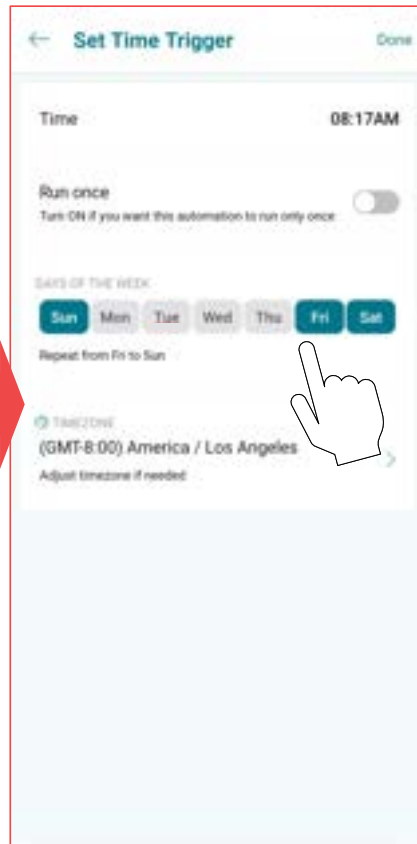 Set Time Trigger Done
Time 08:17AM
Run once
Turn ON if you want this automation to run only once
DAYS OF THE WEEK
Sun Mon Tue Wed Thu Fri Sat
Repeat from Fri to Sun
TIMEZONE
(GMT-8:00) America / Los Angeles
Adjust timezone if needed